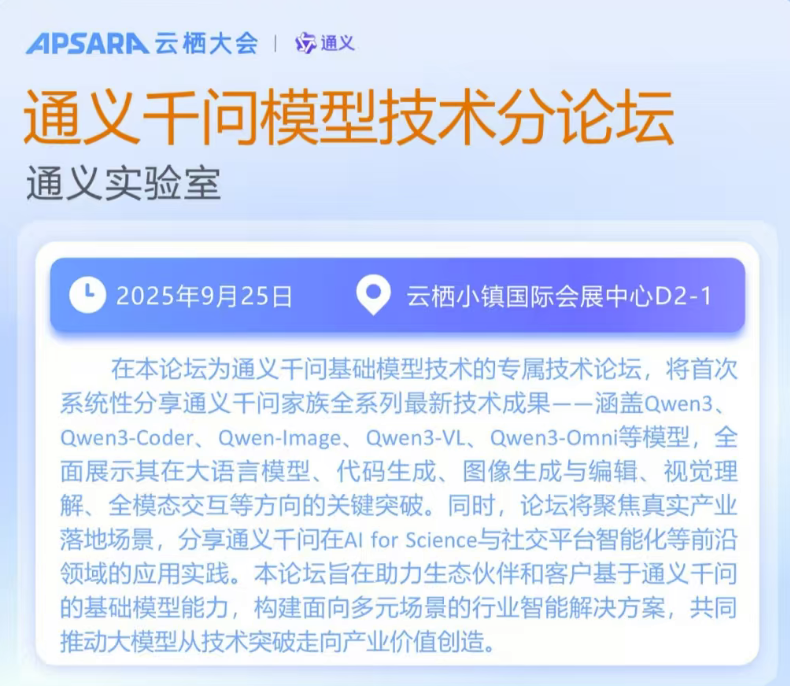 APSARA云栖大会 | 通义
通义千问模型技术分论坛
通义实验室
2025年9月25日 云栖小镇国际会展中心D2-1
在本论坛为通义千问基础模型技术的专属技术论坛，将首次
系统性分享通义千问家族全系列最新技术成果——涵盖Qwen3、
Qwen3-Coder、Qwen-Image、Qwen3-VL、Qwen3-Omni等模型，全
面展示其在大语言模型、代码生成、图像生成与编辑、视觉理
解、全模态交互等方向的关键突破。同时，论坛将聚焦真实产业
落地场景，分享通义千问在AI for Science与社交平台智能化等前沿
领域的应用实践。本论坛旨在助力生态伙伴和客户基于通义千问
的基础模型能力，构建面向多元场景的行业智能解决方案，共同
推动大模型从技术突破走向产业价值创造。